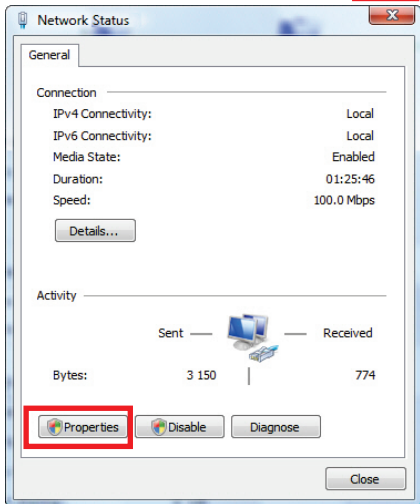 Network Status
General
Connection
IPv4 Connectivity: Local
IPv6 Connectivity: Local
Media State: Enabled
Duration: 01:25:46
Speed: 100.0 Mbps
Details...
Activity
Sent Received
Bytes: 3 150 774
Properties Disable Diagnose
Close